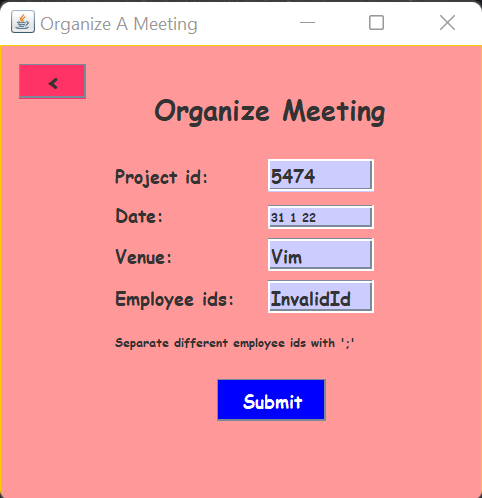 Organize A Meeting
<
Organize Meeting
Project id: 5474
Date: 31 1 22
Venue: Vim
Employee ids: InvalidId
Separate different employee ids with ';'
Submit